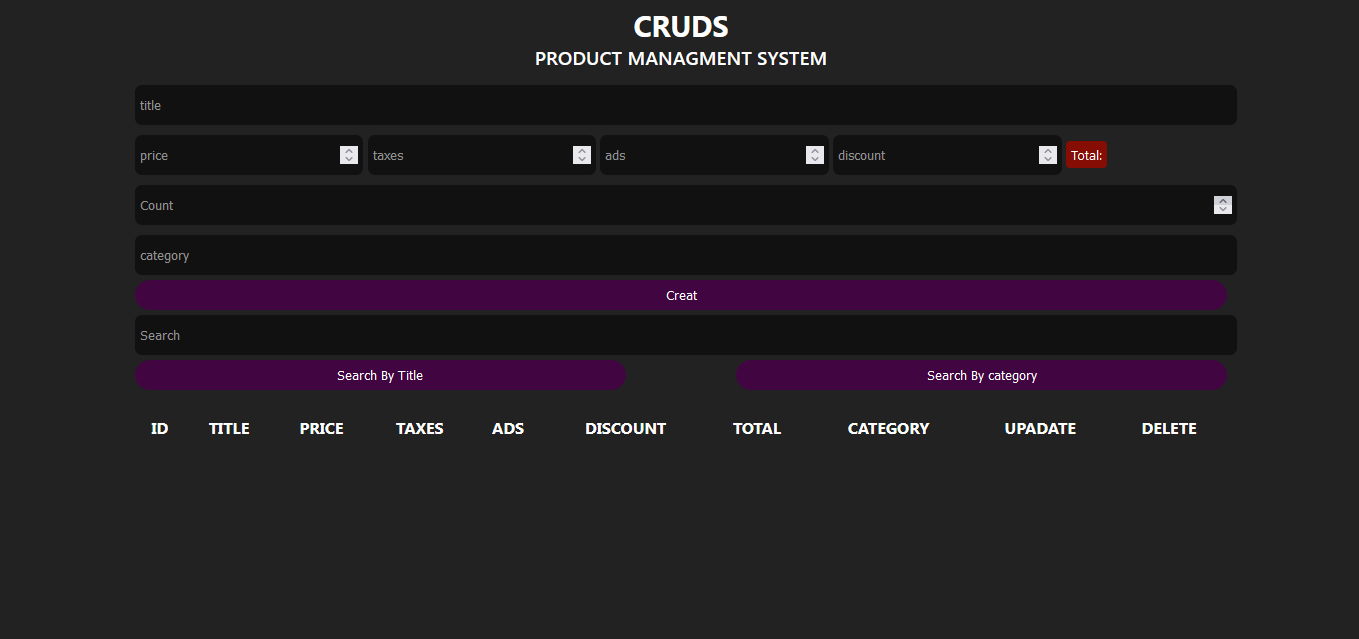 CRUDS
PRODUCT MANAGMENT SYSTEM
title
price taxes ads discount Total:
Count
category
Creat
Search
Search By Title Search By category
ID TITLE PRICE TAXES ADS DISCOUNT TOTAL CATEGORY UPADATE DELETE